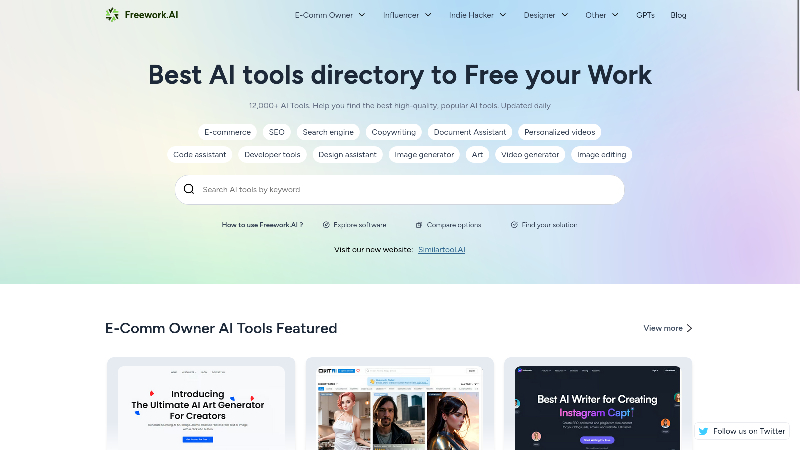 Freework.AI
E-Comm Owner Influencer Indie Hacker Designer Other GPTs Blog
Best AI tools directory to Free your Work
12,000+ AI Tools. Help you find the best high-quality, popular AI tools. Updated daily.
E-commerce SEO Search engine Copywriting Document Assistant Personalized videos
Code assistant Developer tools Design assistant Image generator Art Video generator Image editing
Search AI tools by keyword
How to use Freework.AI ? Explore software Compare options Find your solution
Visit our new website: Similartool.AI
E-Comm Owner AI Tools Featured
View more
Introducing
The Ultimate AI Art Generator
For Creators
Best AI Writer for Creating
Instagram Capt
Follow us on Twitter